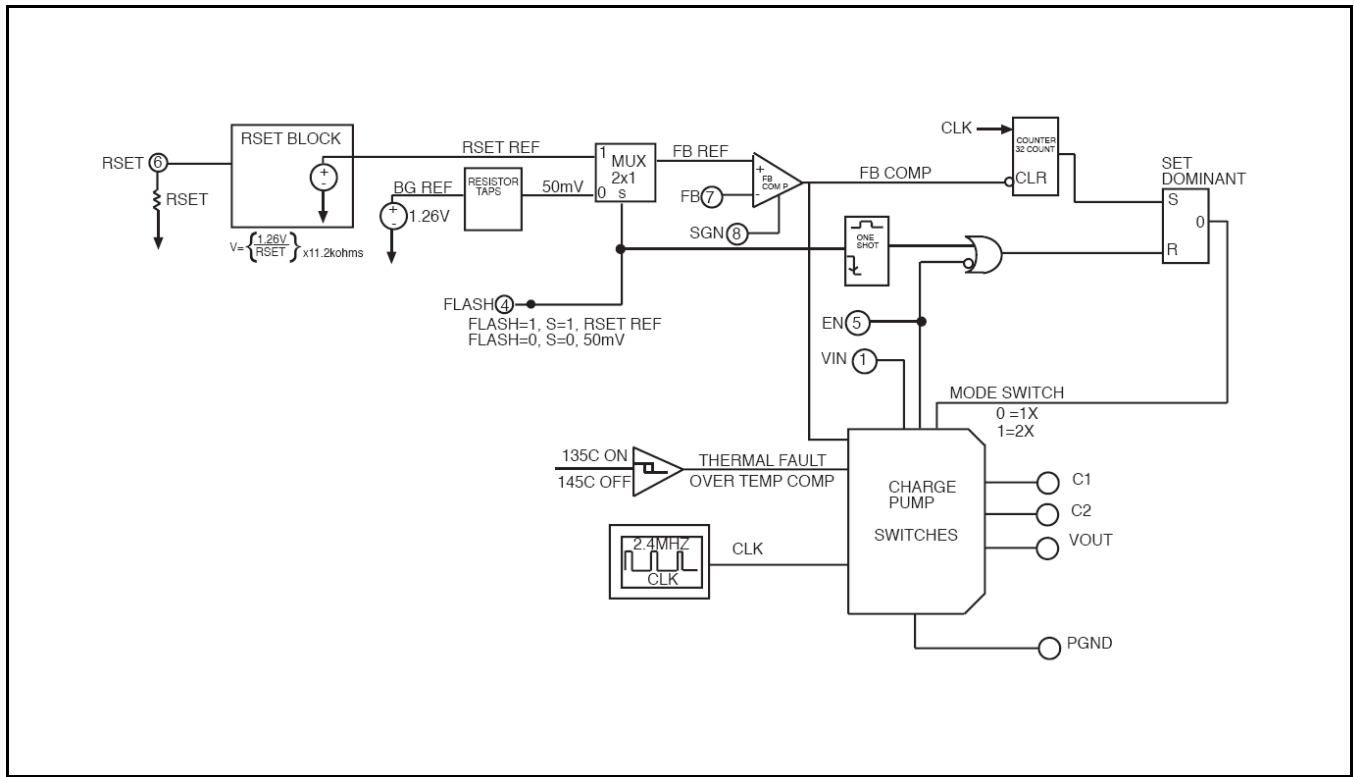 RSET BLOCK
RSET 6
RSET
V= { 1.26V / RSET } x11.2kohms
RSET REF
BG REF
1.26V
RESISTOR
TAPS
50mV
1
MUX
2x1
0 S
FB REF
FB 7
SGN 8
FB
COM P
FB COMP
CLK
COUNTER
32 COUNT
CLR
SET
DOMINANT
S
0
R
ONE
SHOT
FLASH 4
FLASH=1, S=1, RSET REF
FLASH=0, S=0, 50mV
EN 5
VIN 1
MODE SWITCH
0 =1X
1=2X
135C ON
145C OFF
THERMAL FAULT
OVER TEMP COMP
CHARGE
PUMP
SWITCHES
C1
C2
VOUT
2.4MHZ
CLK
CLK
PGND